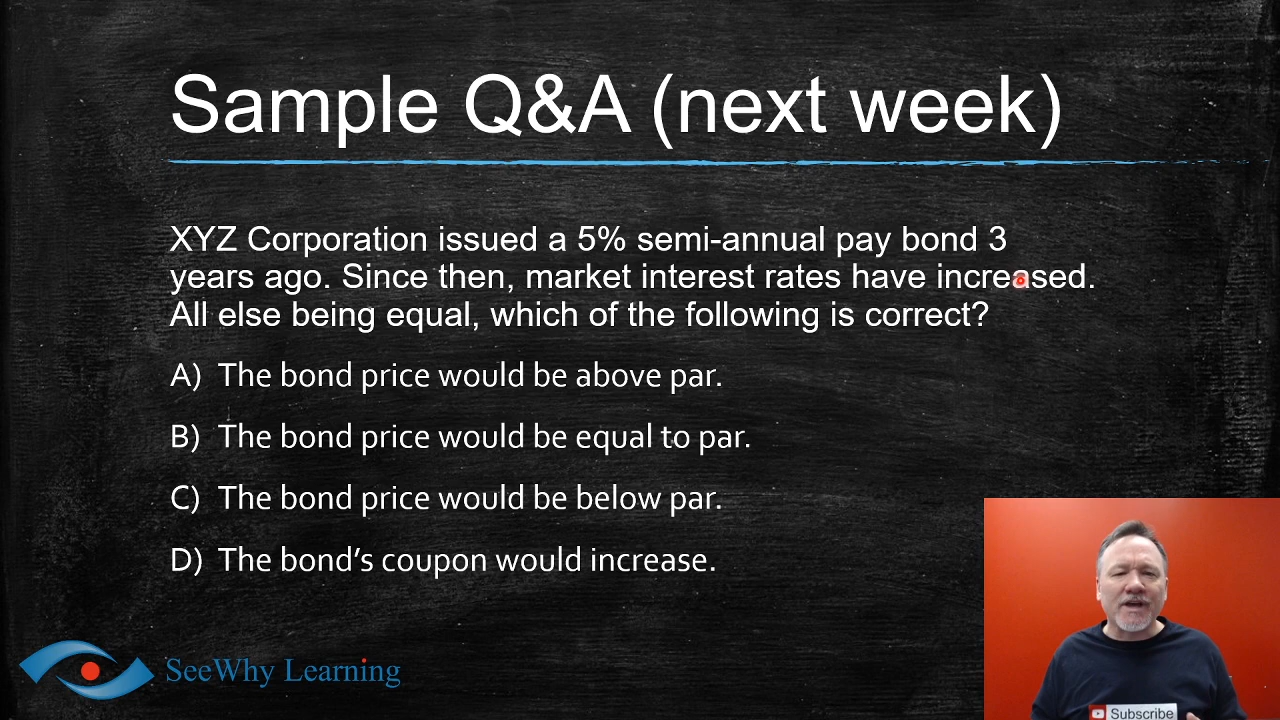 Sample Q&A (next week)
XYZ Corporation issued a 5% semi-annual pay bond 3
years ago. Since then, market interest rates have increased.
All else being equal, which of the following is correct?
A) The bond price would be above par.
B) The bond price would be equal to par.
C) The bond price would be below par.
D) The bond's coupon would increase.
SeeWhy Learning
Subscribe